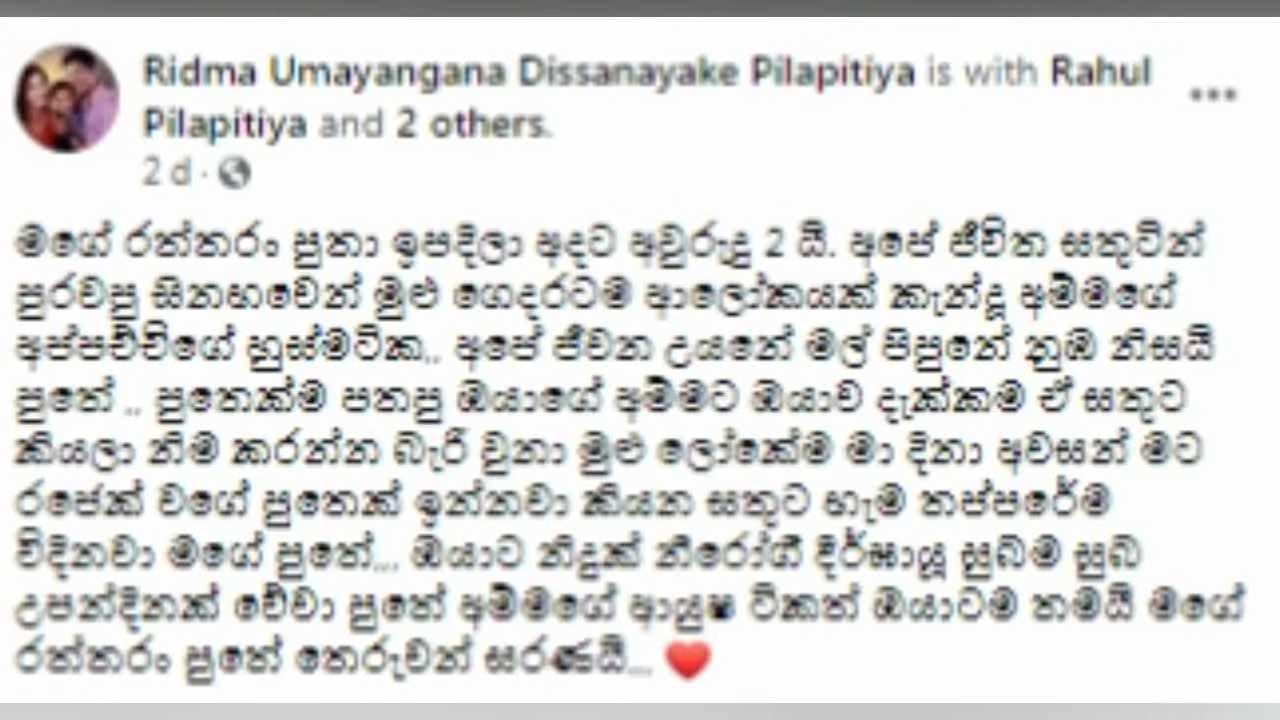 Ridma Umayangana Dissanayake Pilapitiya is with Rahul
Pilapitiya and 2 others.
2 d ·
මගේ රත්තරං පුතා ඉපදිලා අදට අවුරුදු 2 යි. අපේ ජීවිත සතුටින්
පුරවපු සිනහවෙන් මුළු ගෙදරටම ආලෝකයක් කැන්දූ අම්මගේ
අප්පච්චිගේ හුස්මටික.. අපේ ජීවන උයනේ මල් පිපුනේ නුඹ නිසයි
පුතේ .. පුතෙක්ම පතපු ඔයාගේ අම්මට ඔයාව දැක්කම ඒ සතුට
කියලා නිම කරන්න බැරි වුනා මුළු ලෝකේම මා දිනා අවසන් මට
රජෙක් වගේ පුතෙක් ඉන්නවා කියන සතුට හැම තප්පරේම
විදිනවා මගේ පුතේ... ඔයාට නිදුක් නීරෝගී දීර්ඝායු සුබම සුබ
උපන්දිනක් වේවා පුතේ අම්මගේ ආයුෂ ටිකත් ඔයාටම තමයි මගේ
රත්තරං පුතේ තෙරුවන් සරණයි... ❤️